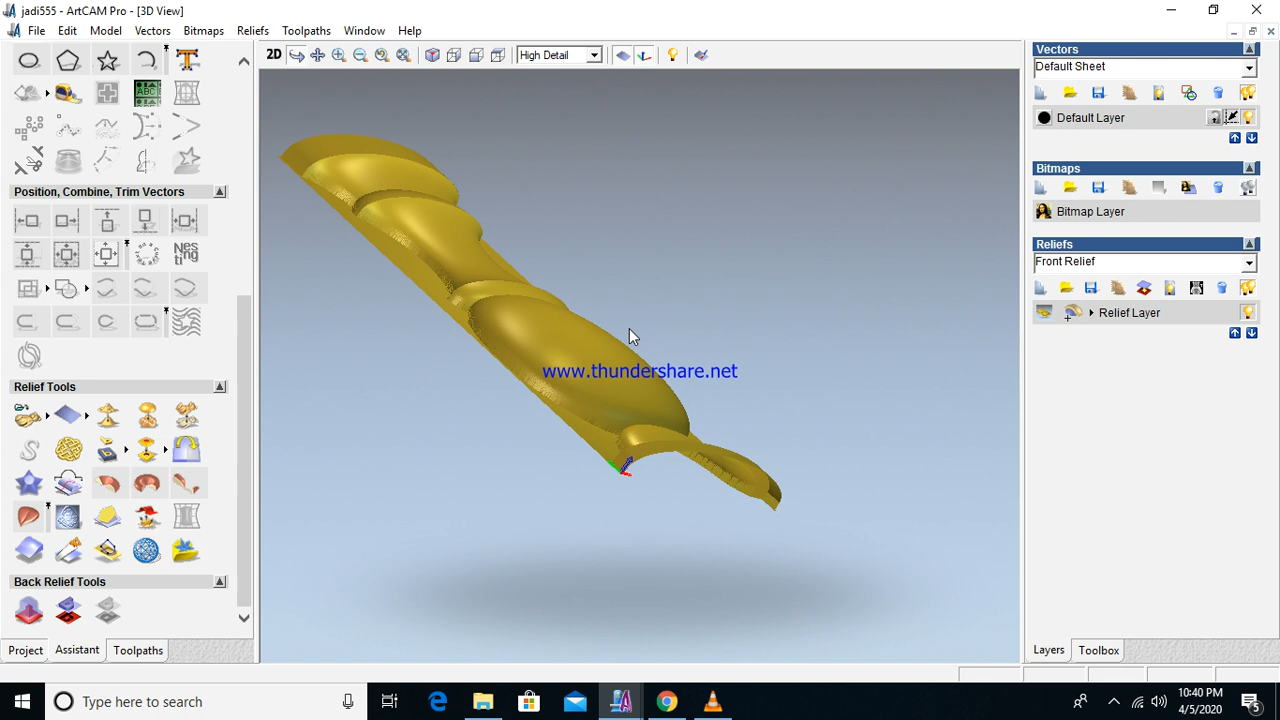 jadi555 - ArtCAM Pro - [3D View]
File Edit Model Vectors Bitmaps Reliefs Toolpaths Window Help
2D High Detail
ABC
Position, Combine, Trim Vectors
Nes
ting
Relief Tools
Back Relief Tools
Project Assistant Toolpaths
www.thundershare.net
Vectors
Default Sheet
Default Layer
Bitmaps
Bitmap Layer
Reliefs
Front Relief
Relief Layer
Layers Toolbox
Type here to search
10:40 PM
4/5/2020
5